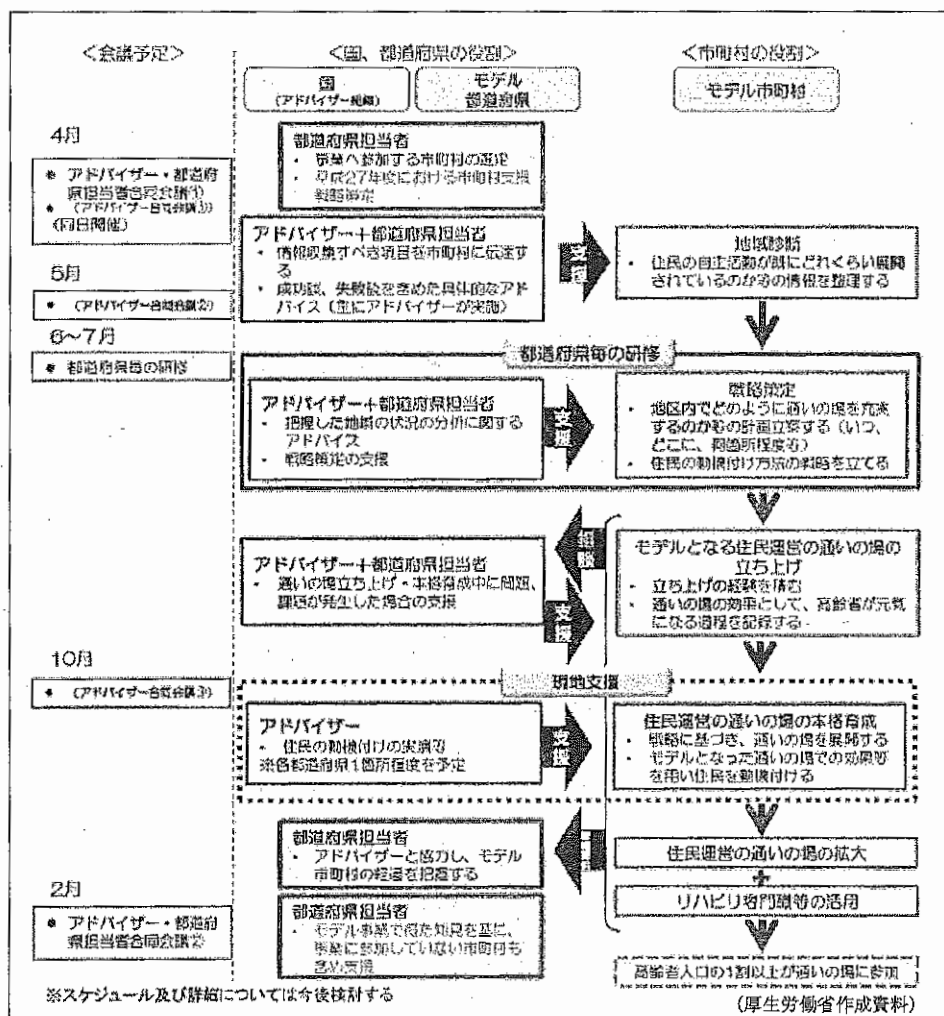 <会議予定>
<国、都道府県の役割>
<市町村の役割>
国
(アドバイザー組織)
モデル
都道府県
モデル市町村
4月
• アドバイザー・都道府
県担当者合同会議①
• (アドバイザー合同会議①)
(同日開催)
都道府県担当者
• 事業へ参加する市町村の選定
• 平成27年度における市町村支援
戦略策定
アドバイザー+都道府県担当者
• 情報収集すべき項目を市町村に伝達す
る
• 成功談、失敗談を含めた具体的なアド
バイス(主にアドバイザーが実施)
支援
地域診断
• 住民の自主活動が既にどれくらい展開
されているのか等の情報を整理する
5月
• (アドバイザー合同会議②)
6~7月
• 都道府県毎の研修
都道府県毎の研修
アドバイザー+都道府県担当者
• 把握した地域の状況の分析に関する
アドバイス
• 戦略策定の支援
支援
戦略策定
• 地区内でどのように通いの場を充実
するのか等の計画立案する(いつ、
どこに、何箇所程度等)
• 住民の動機付け方法の戦略を立てる
アドバイザー+都道府県担当者
• 通いの場立ち上げ・本格育成中に問題、
課題が発生した場合の支援
相談
支援
モデルとなる住民運営の通いの場の
立ち上げ
• 立ち上げの経験を積む
• 通いの場の効果として、高齢省が元気
になる過程を記録する
10月
• (アドバイザー合同会議③)
現地支援
アドバイザー
• 住民の動機付けの実演等
※各都道府県1箇所程度を予定
支援
住民運営の通いの場の本格育成
• 戦略に基づき、通いの場を展開する
• モデルとなった通いの場での効果等
を用い住民を動機付ける
都道府県担当者
• アドバイザーと協力し、モデル
市町村の経過を把握する
住民運営の通いの場の拡大
+
リハビリ専門職等の活用
2月
• アドバイザー・都道府
県担当者合同会議②
都道府県担当者
• モデル事業で得た知見を基に、
事業に参加していない市町村も
含め支援
高齢者人口の1割以上が通いの場に参加
※スケジュール及び詳細については今後検討する
(厚生労働省作成資料)